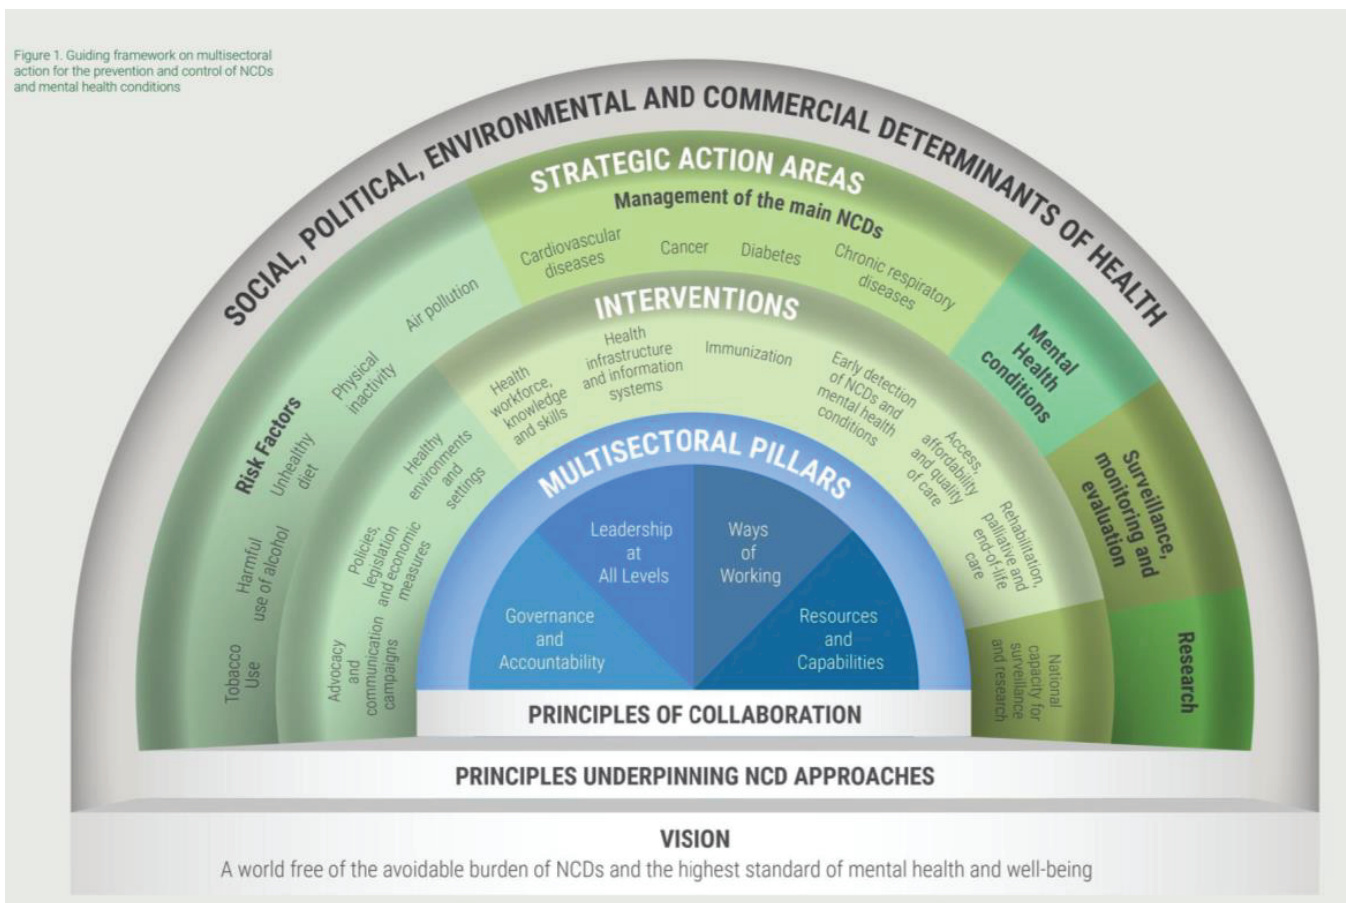 Figure 1. Guiding framework on multisectoral
action for the prevention and control of NCDs
and mental health conditions
SOCIAL, POLITICAL, ENVIRONMENTAL AND COMMERCIAL DETERMINANTS OF HEALTH
STRATEGIC ACTION AREAS
Risk Factors
Tobacco
Use
Harmful
use of alcohol
Unhealthy
diet
Physical
inactivity
Air pollution
Management of the main NCDs
Cardiovascular
diseases
Cancer
Diabetes
Chronic respiratory
diseases
Mental
Health
conditions
Surveillance,
monitoring and
evaluation
Research
INTERVENTIONS
Advocacy
and
communication
campaigns
Policies,
legislation
and economic
measures
Healthy
environments
and
settings
Health
workforce,
knowledge
and skills
Health
infrastructure
and information
systems
Immunization
Early detection
of NCDs and
mental health
conditions
Access,
affordability
and quality
of care
Rehabilitation,
palliative and
end-of-life
care
National
capacity for
surveillance
and research
MULTISECTORAL PILLARS
Governance
and
Accountability
Leadership
at
All Levels
Ways
of
Working
Resources
and
Capabilities
PRINCIPLES OF COLLABORATION
PRINCIPLES UNDERPINNING NCD APPROACHES
VISION
A world free of the avoidable burden of NCDs and the highest standard of mental health and well-being